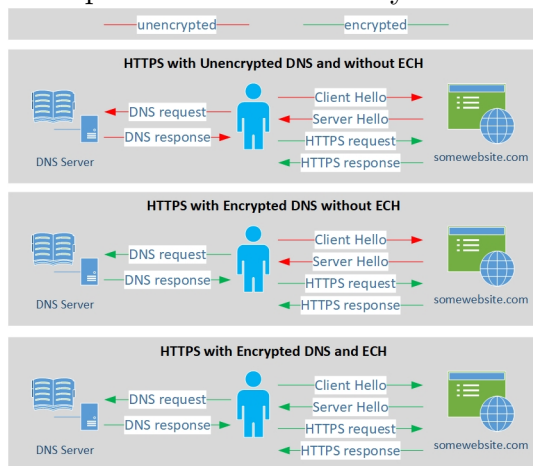 unencrypted encrypted
HTTPS with Unencrypted DNS and without ECH
Client Hello
DNS request Server Hello
DNS response HTTPS request
DNS Server HTTPS response somewebsite.com
HTTPS with Encrypted DNS without ECH
Client Hello
DNS request Server Hello
DNS response HTTPS request
DNS Server HTTPS response somewebsite.com
HTTPS with Encrypted DNS and ECH
Client Hello
DNS request Server Hello
DNS response HTTPS request
DNS Server HTTPS response somewebsite.com